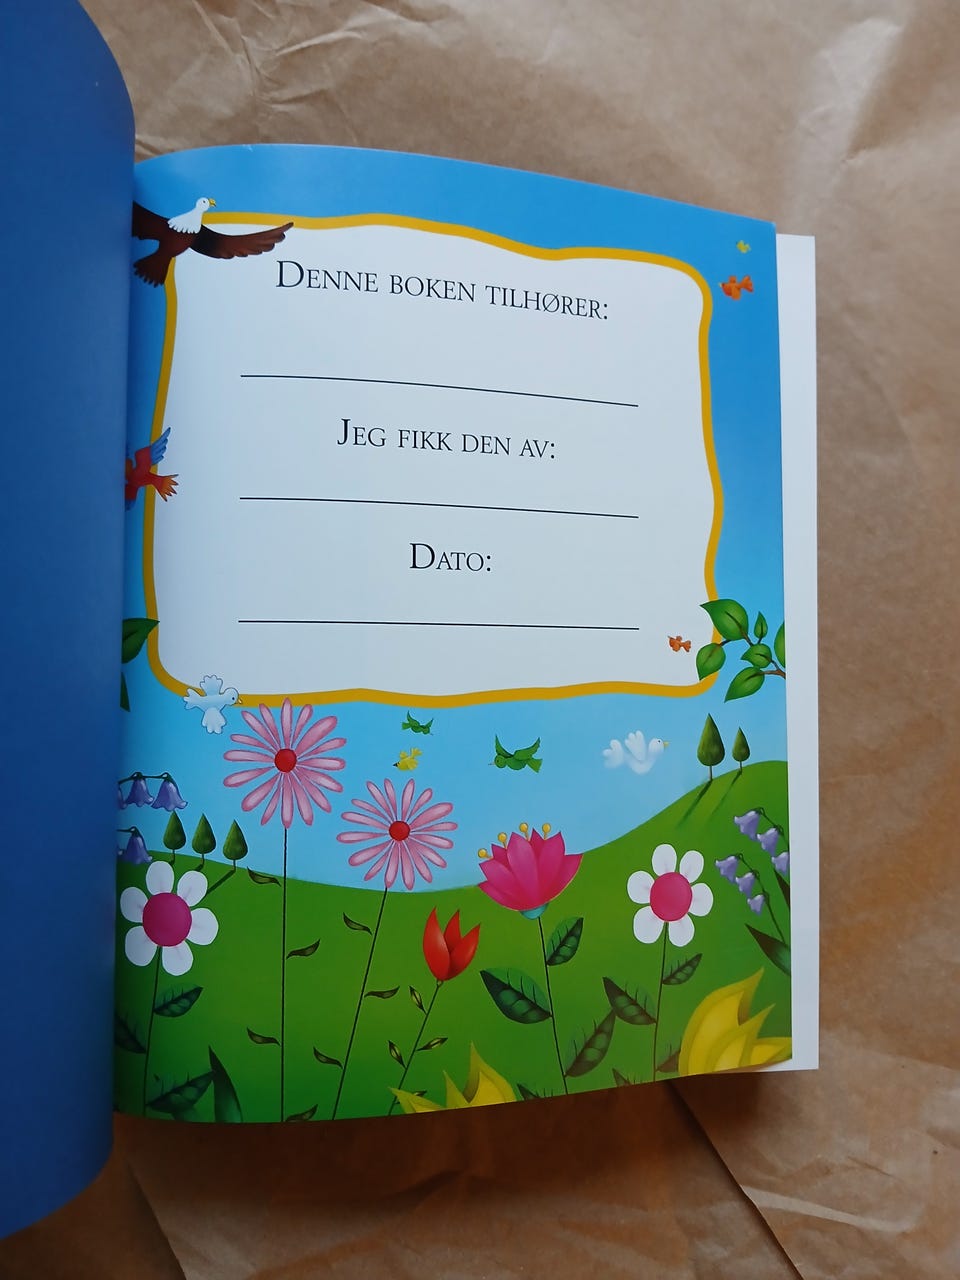 Denne boken tilhører:
Jeg fikk den av:
Dato: